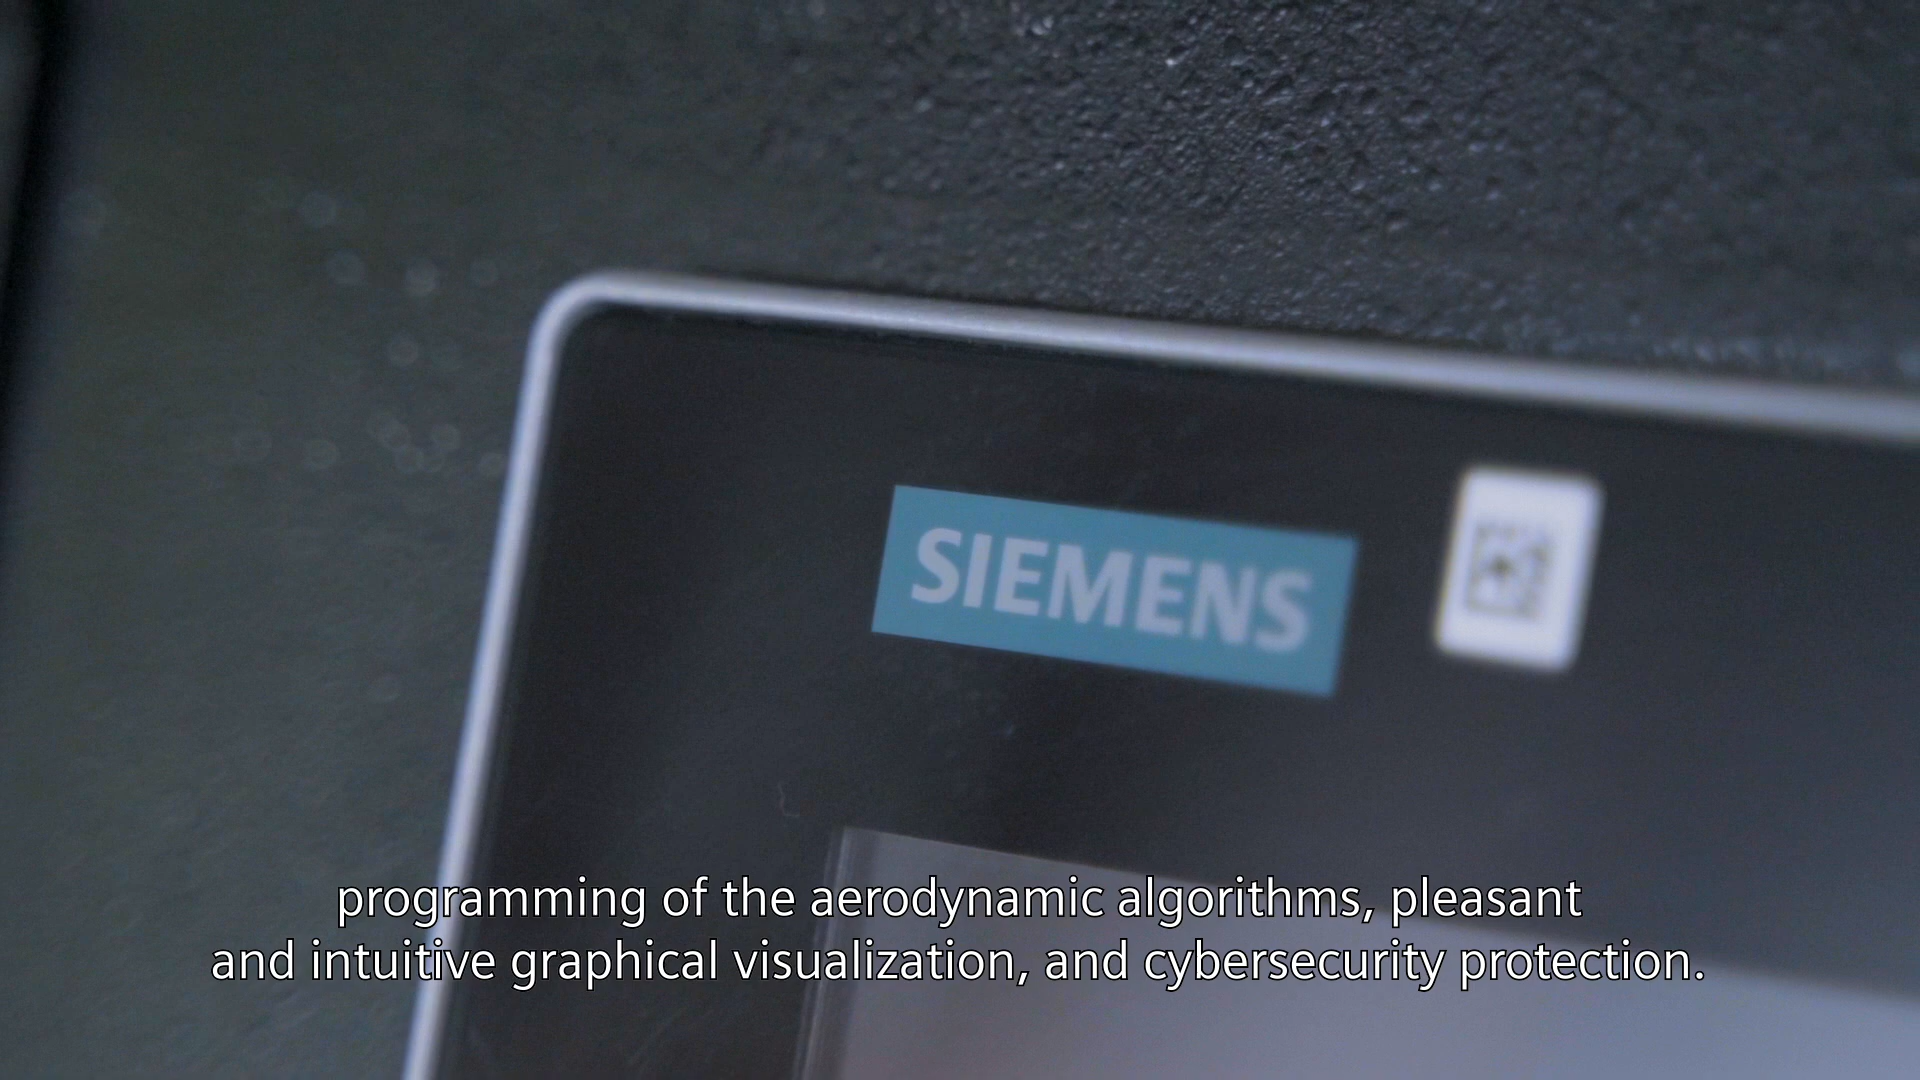 SIEMENS
programming of the aerodynamic algorithms, pleasant
and intuitive graphical visualization, and cybersecurity protection.